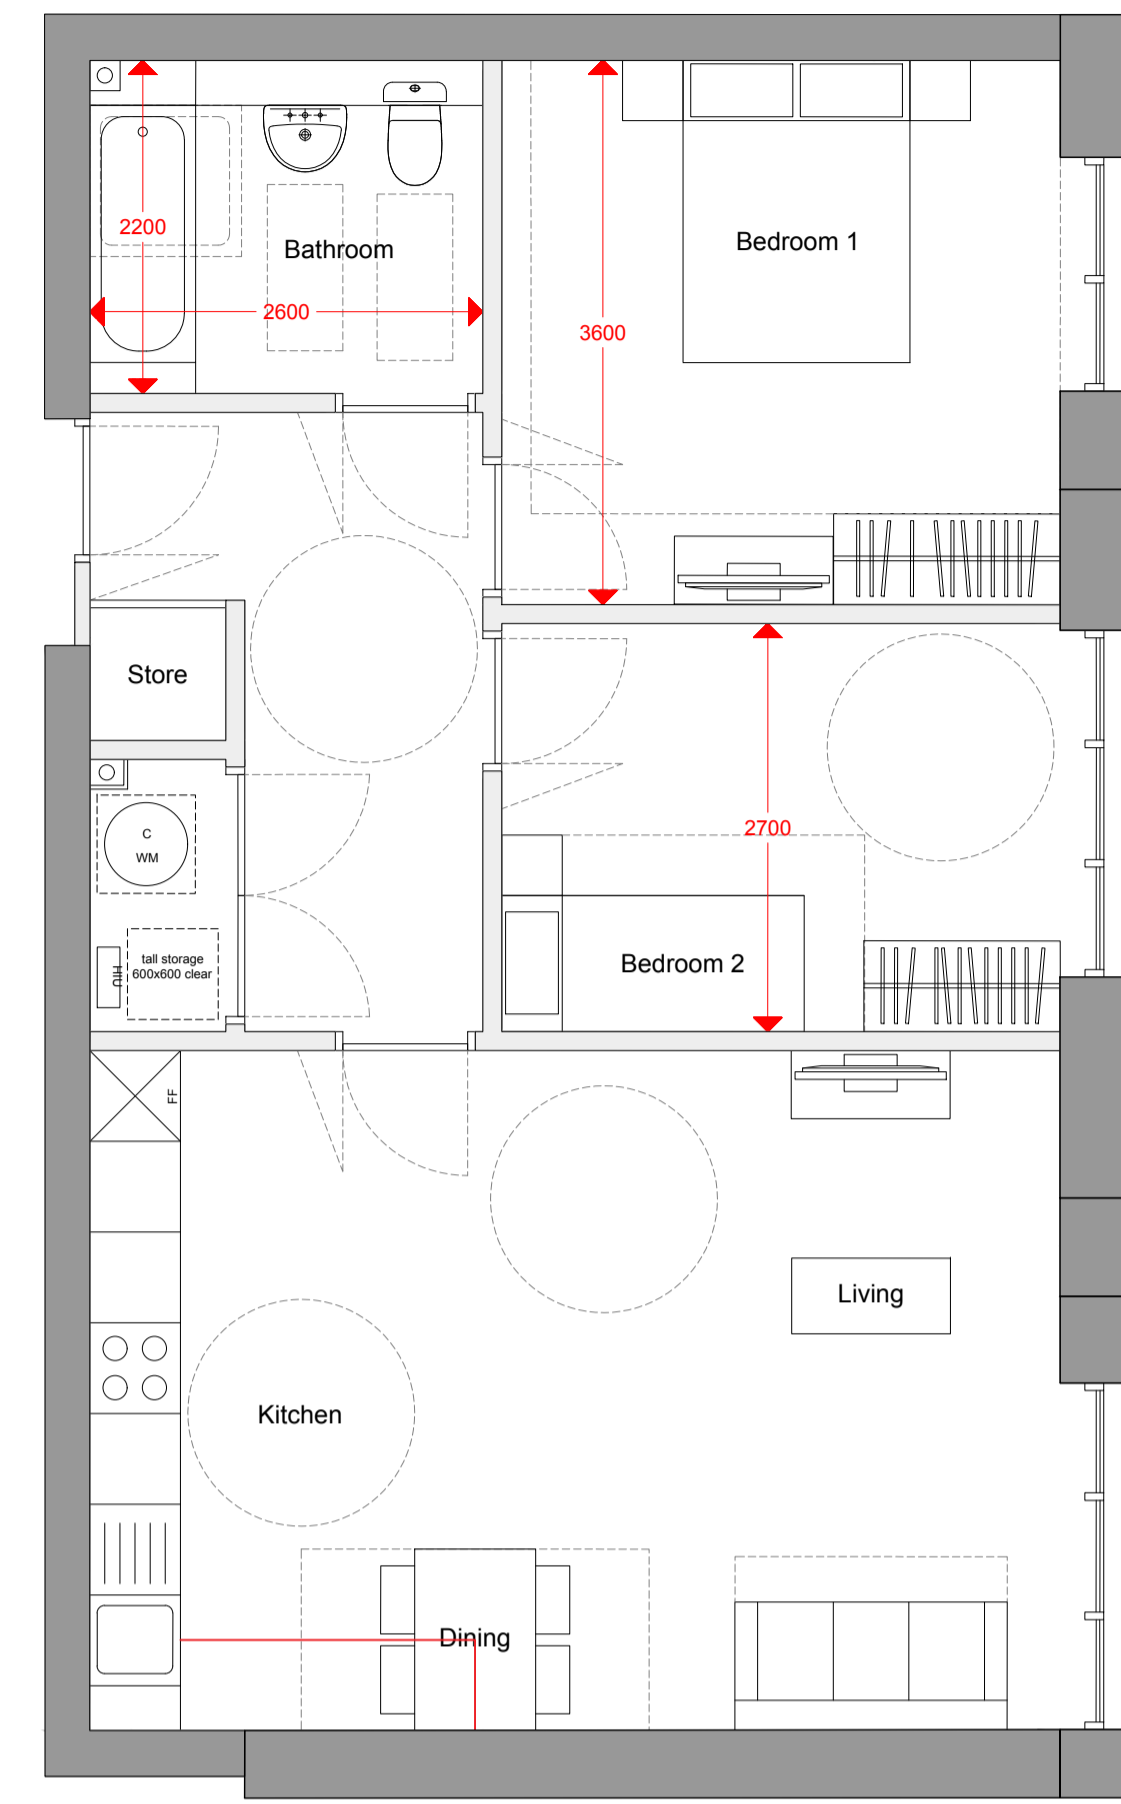 2200
Bathroom
2600
Bedroom 1
3600
Store
C
WM
tall storage
600x600 clear
HIU
2700
Bedroom 2
FF
Living
Kitchen
Dining